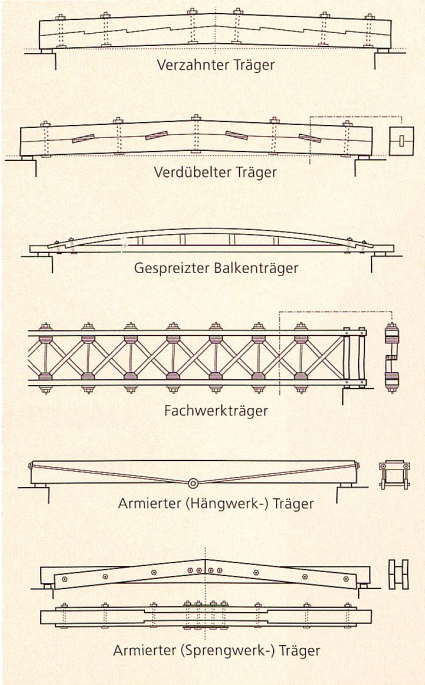 Verzahnter Träger
Verdübelter Träger
Gespreizter Balkenträger
Fachwerkträger
Armierter (Hängwerk-) Träger
Armierter (Sprengwerk-) Träger